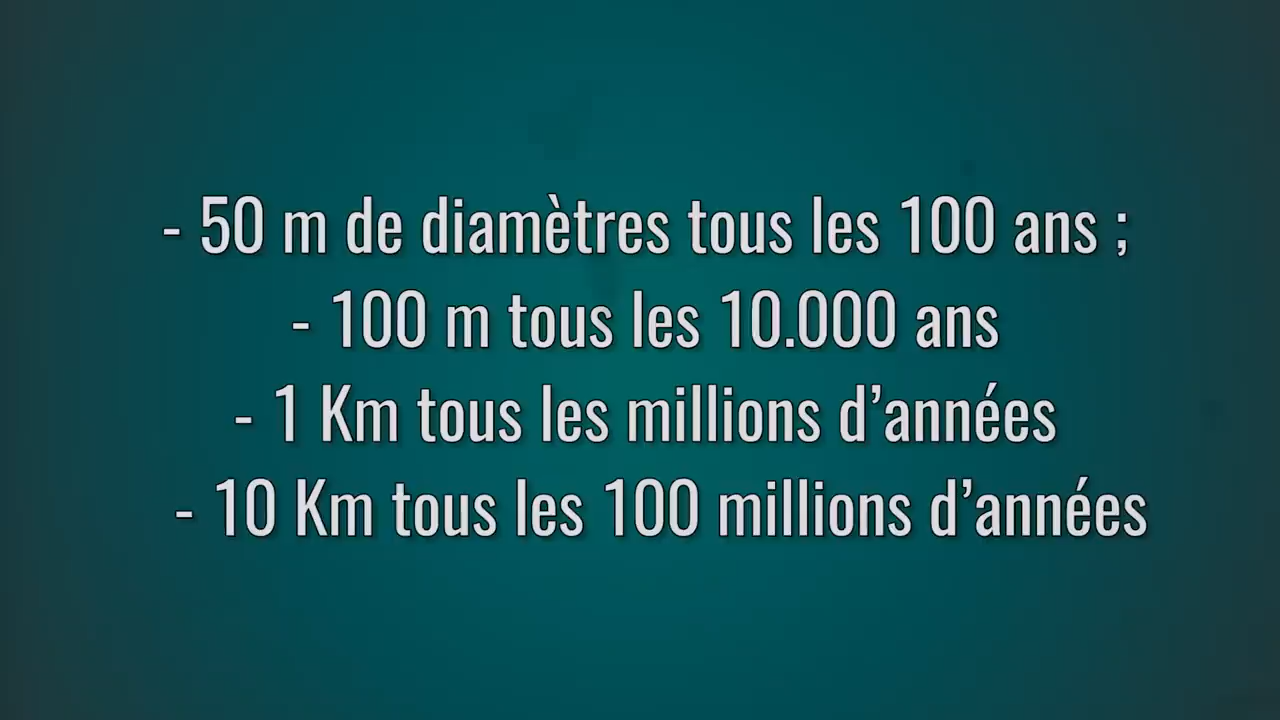 - 50 m de diamètres tous les 100 ans ;
- 100 m tous les 10.000 ans
- 1 Km tous les millions d’années
- 10 Km tous les 100 millions d’années